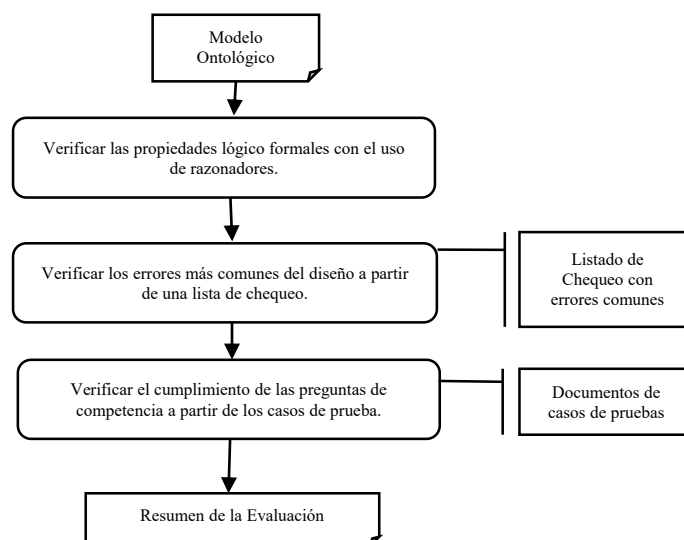 Modelo
Ontológico
Verificar las propiedades lógico formales con el uso
de razonadores.
Verificar los errores más comunes del diseño a partir
de una lista de chequeo.
Listado de
Chequeo con
errores comunes
Verificar el cumplimiento de las preguntas de
competencia a partir de los casos de prueba.
Documentos de
casos de pruebas
Resumen de la Evaluación